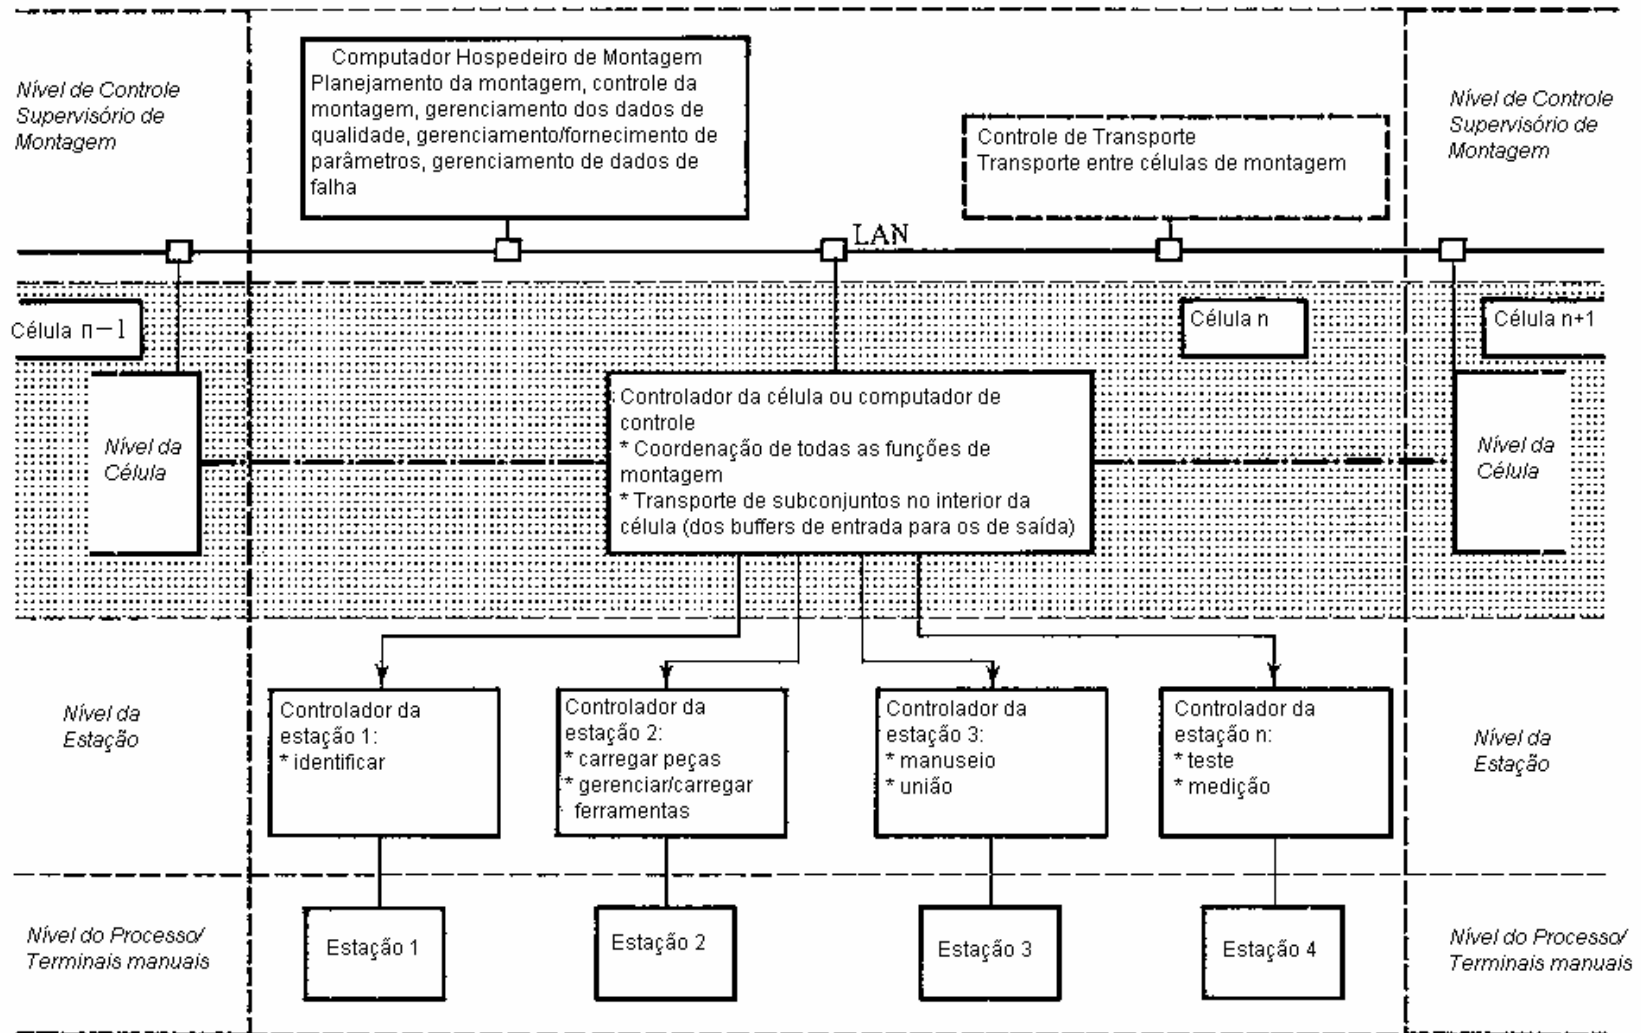 Nível de Controle
Supervisório de
Montagem
Computador Hospedeiro de Montagem
Planejamento da montagem, controle da
montagem, gerenciamento dos dados de
qualidade, gerenciamento/fornecimento de
parâmetros, gerenciamento de dados de
falha
Controle de Transporte
Transporte entre células de montagem
Nível de Controle
Supervisório de
Montagem
LAN
Célula n-1
Célula n
Célula n+1
Nível da
Célula
Controlador da célula ou computador de
controle
* Coordenação de todas as funções de
montagem
* Transporte de subconjuntos no interior da
célula (dos buffers de entrada para os de saída)
Nível da
Célula
Nível da
Estação
Controlador da
estação 1:
* identificar
Controlador da
estação 2:
* carregar peças
* gerenciar/carregar
ferramentas
Controlador da
estação 3:
* manuseio
* união
Controlador da
estação n:
* teste
* medição
Nível da
Estação
Nível do Processo/
Terminais manuais
Estação 1
Estação 2
Estação 3
Estação 4
Nível do Processo/
Terminais manuais